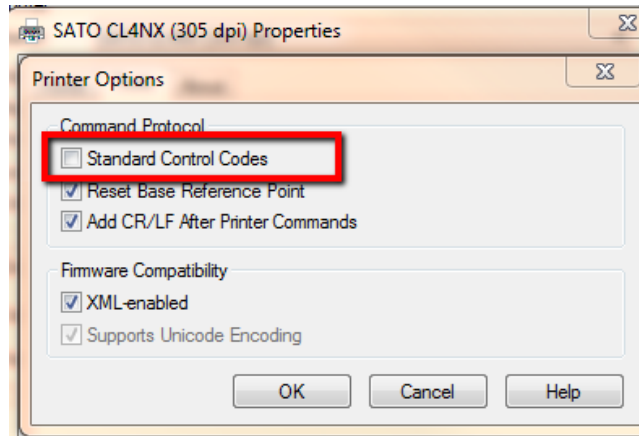 SATO CL4NX (305 dpi) Properties
Printer Options
Command Protocol
Standard Control Codes
Reset Base Reference Point
Add CR/LF After Printer Commands
Firmware Compatibility
XML-enabled
Supports Unicode Encoding
OK Cancel Help